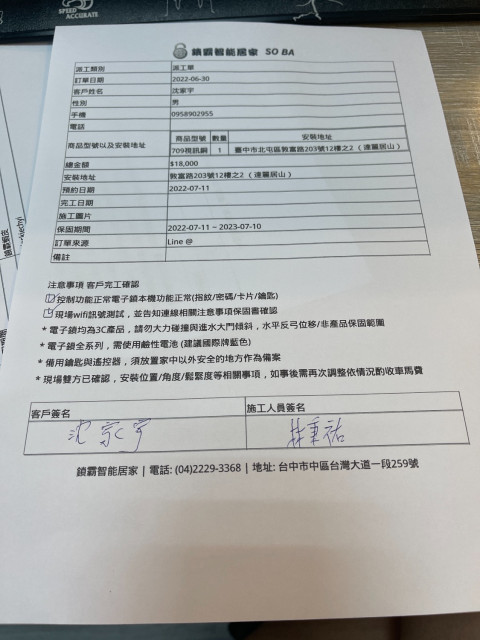 SPEED
ACCURATE
鎖霸智能居家 SO BA
派工類別 派工單
訂單日期 2022-06-30
客戶姓名 沈家宇
性別 男
手機 0958902955
電話
商品型號以及安裝地址 商品型號 數量 安裝地址
709視訊鋼 1 臺中市北屯區敦富路203號12樓之2 (達麗居山)
總金額 $18,000
安裝地址 敦富路203號12樓之2 (達麗居山)
預約日期 2022-07-11
完工日期
施工圖片
保固期間 2022-07-11 ~ 2023-07-10
訂單來源 Line @
備註
注意事項 客戶完工確認
控制功能正常電子鎖本機功能正常(指紋/密碼/卡片/鑰匙)
現場wifi訊號測試，並告知連線相關注意事項保固書確認
* 電子鎖均為3C產品，請勿大力碰撞與進水大門傾斜，水平反弓位移/非產品保固範圍
* 電子鎖全系列，需使用鹼性電池 (建議國際牌藍色)
* 備用鑰匙與遙控器，須放置家中以外安全的地方作為備案
* 現場雙方已確認，安裝位置/角度/鬆緊度等相關事項，如事後需再次調整依情況酌收車馬費
客戶簽名 施工人員簽名
沈家宇 林秉祐
鎖霸智能居家 | 電話: (04)2229-3368 | 地址: 台中市中區台灣大道一段259號